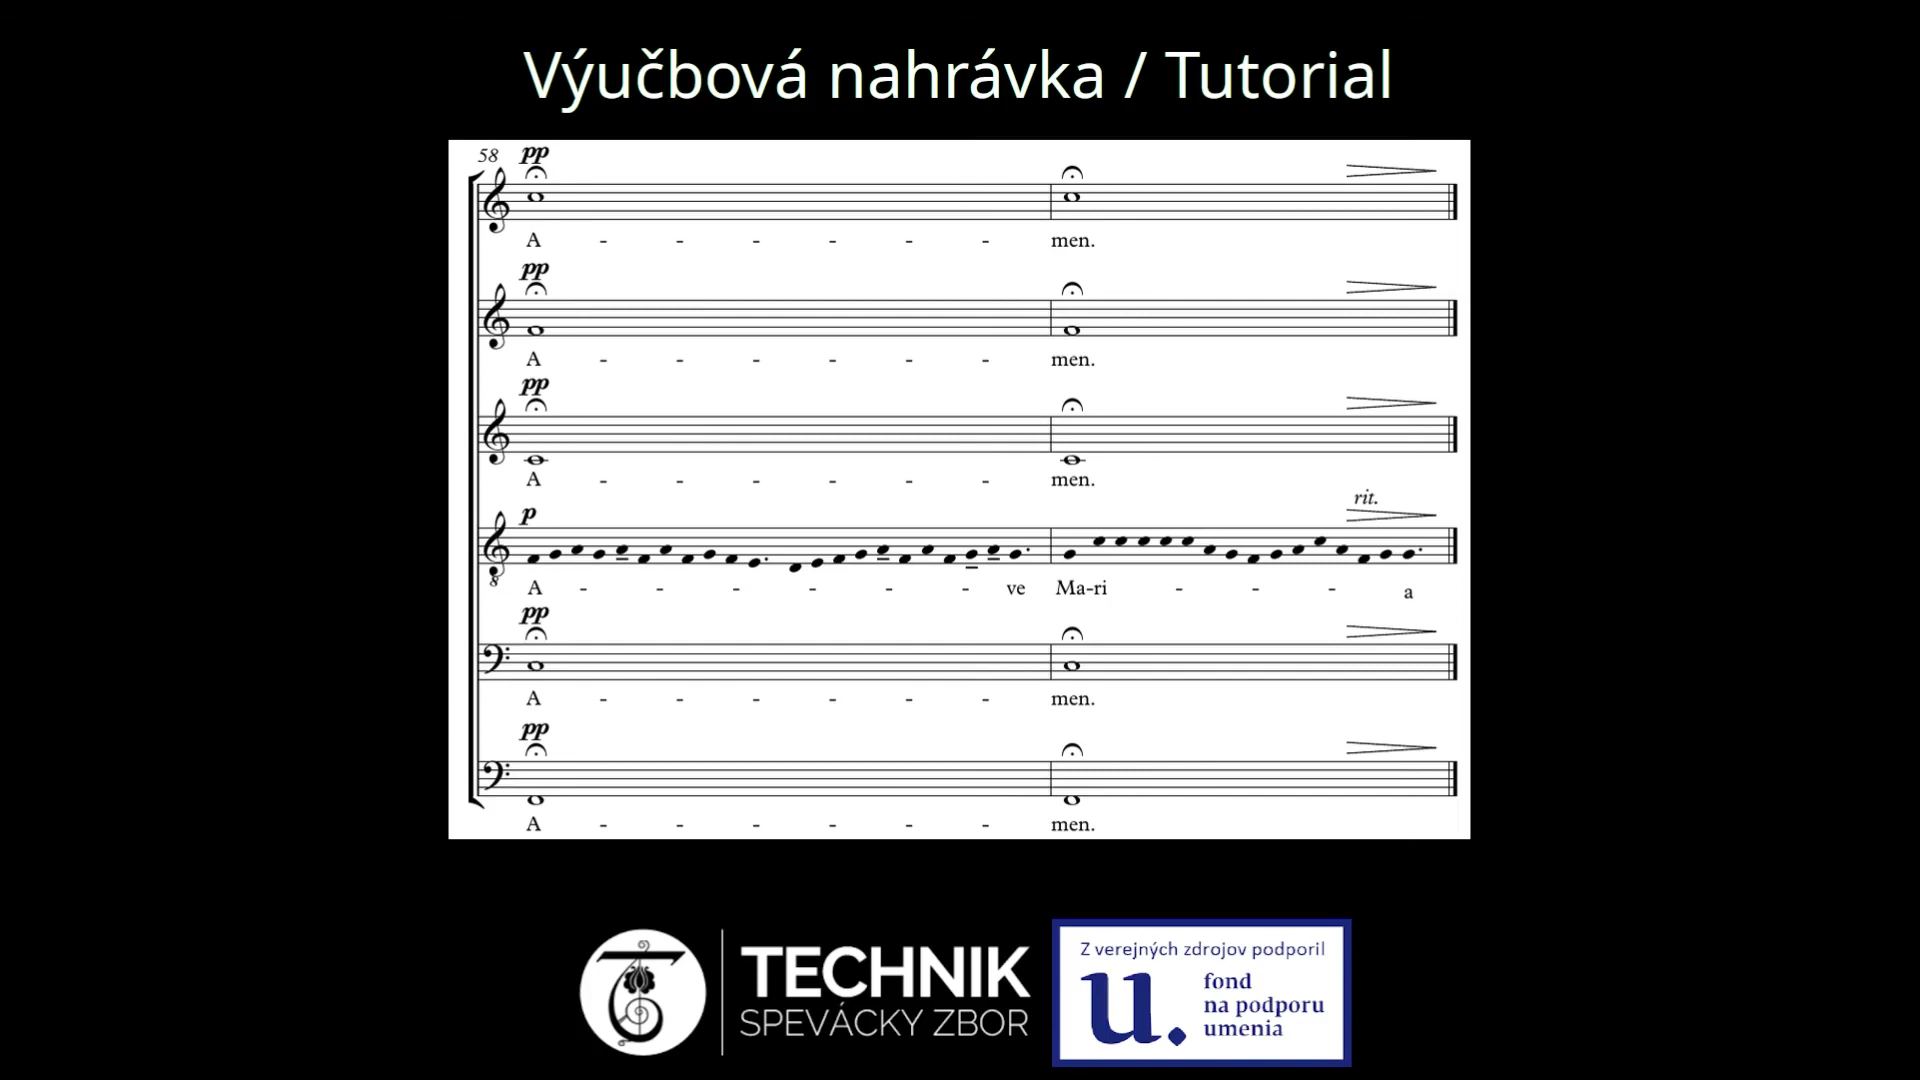 Výučbová nahrávka / Tutorial
58 pp
A - - - - - - men.
pp
A - - - - - - men.
pp
A - - - - - - men.
rit.
p
8
A - - - - - - ve Ma-ri - - - a
pp
A - - - - - - men.
pp
A - - - - - - men.
TECHNIK
SPEVÁCKY ZBOR
Z verejných zdrojov podporil
u.
fond
na podporu
umenia